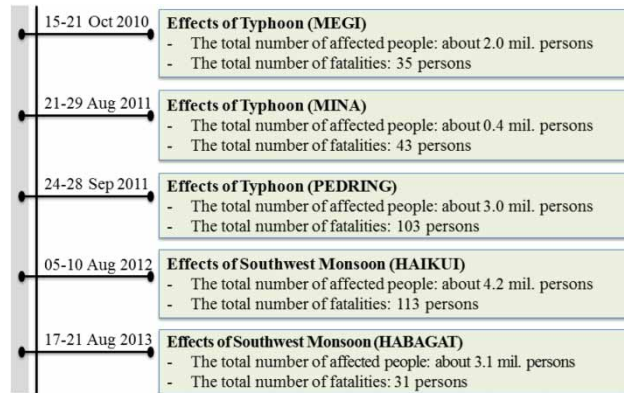 15-21 Oct 2010
Effects of Typhoon (MEGI)
- The total number of affected people: about 2.0 mil. persons
- The total number of fatalities: 35 persons
21-29 Aug 2011
Effects of Typhoon (MINA)
- The total number of affected people: about 0.4 mil. persons
- The total number of fatalities: 43 persons
24-28 Sep 2011
Effects of Typhoon (PEDRING)
- The total number of affected people: about 3.0 mil. persons
- The total number of fatalities: 103 persons
05-10 Aug 2012
Effects of Southwest Monsoon (HAIKUI)
- The total number of affected people: about 4.2 mil. persons
- The total number of fatalities: 113 persons
17-21 Aug 2013
Effects of Southwest Monsoon (HABAGAT)
- The total number of affected people: about 3.1 mil. persons
- The total number of fatalities: 31 persons